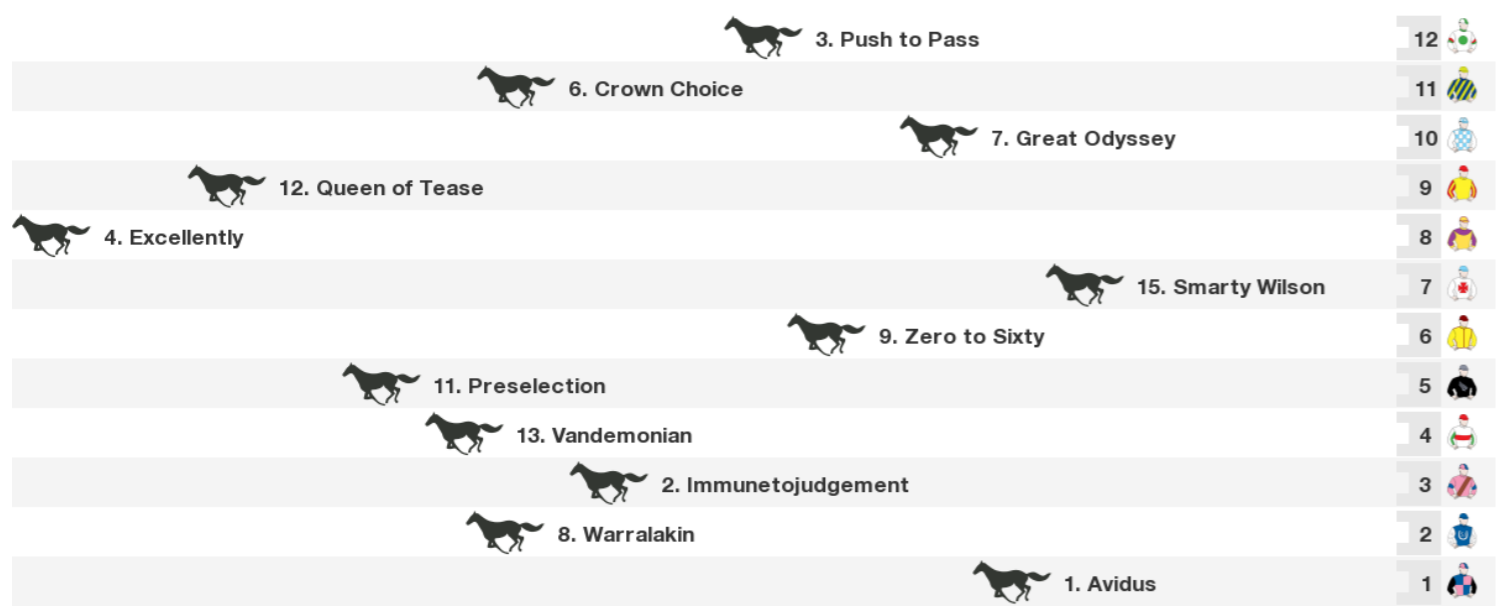 3. Push to Pass 12
6. Crown Choice 11
7. Great Odyssey 10
12. Queen of Tease 9
4. Excellently 8
15. Smarty Wilson 7
9. Zero to Sixty 6
11. Preselection 5
13. Vandemonian 4
2. Immunetojudgement 3
8. Warralakin 2
1. Avidus 1